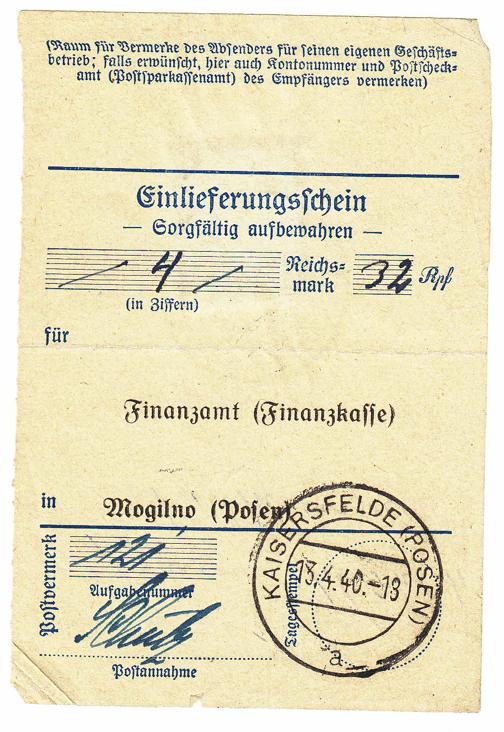 (Raum für Vermerke des Absenders für seinen eigenen Geschäfts=
betrieb; falls erwünscht, hier auch Kontonummer und Postscheck=
amt (Postsparkassenamt) des Empfängers vermerken)
Einlieferungsschein
— Sorgfältig aufbewahren —
4 Reichs= 32 Rpf
mark
(in Ziffern)
für
Finanzamt (Finanzkasse)
in Mogilno (Posen)
Postvermerk
121
Aufgabenummer
Postannahme
Tagesstempel
KAISERSFELDE (POSEN)
13.4.40.-18
a